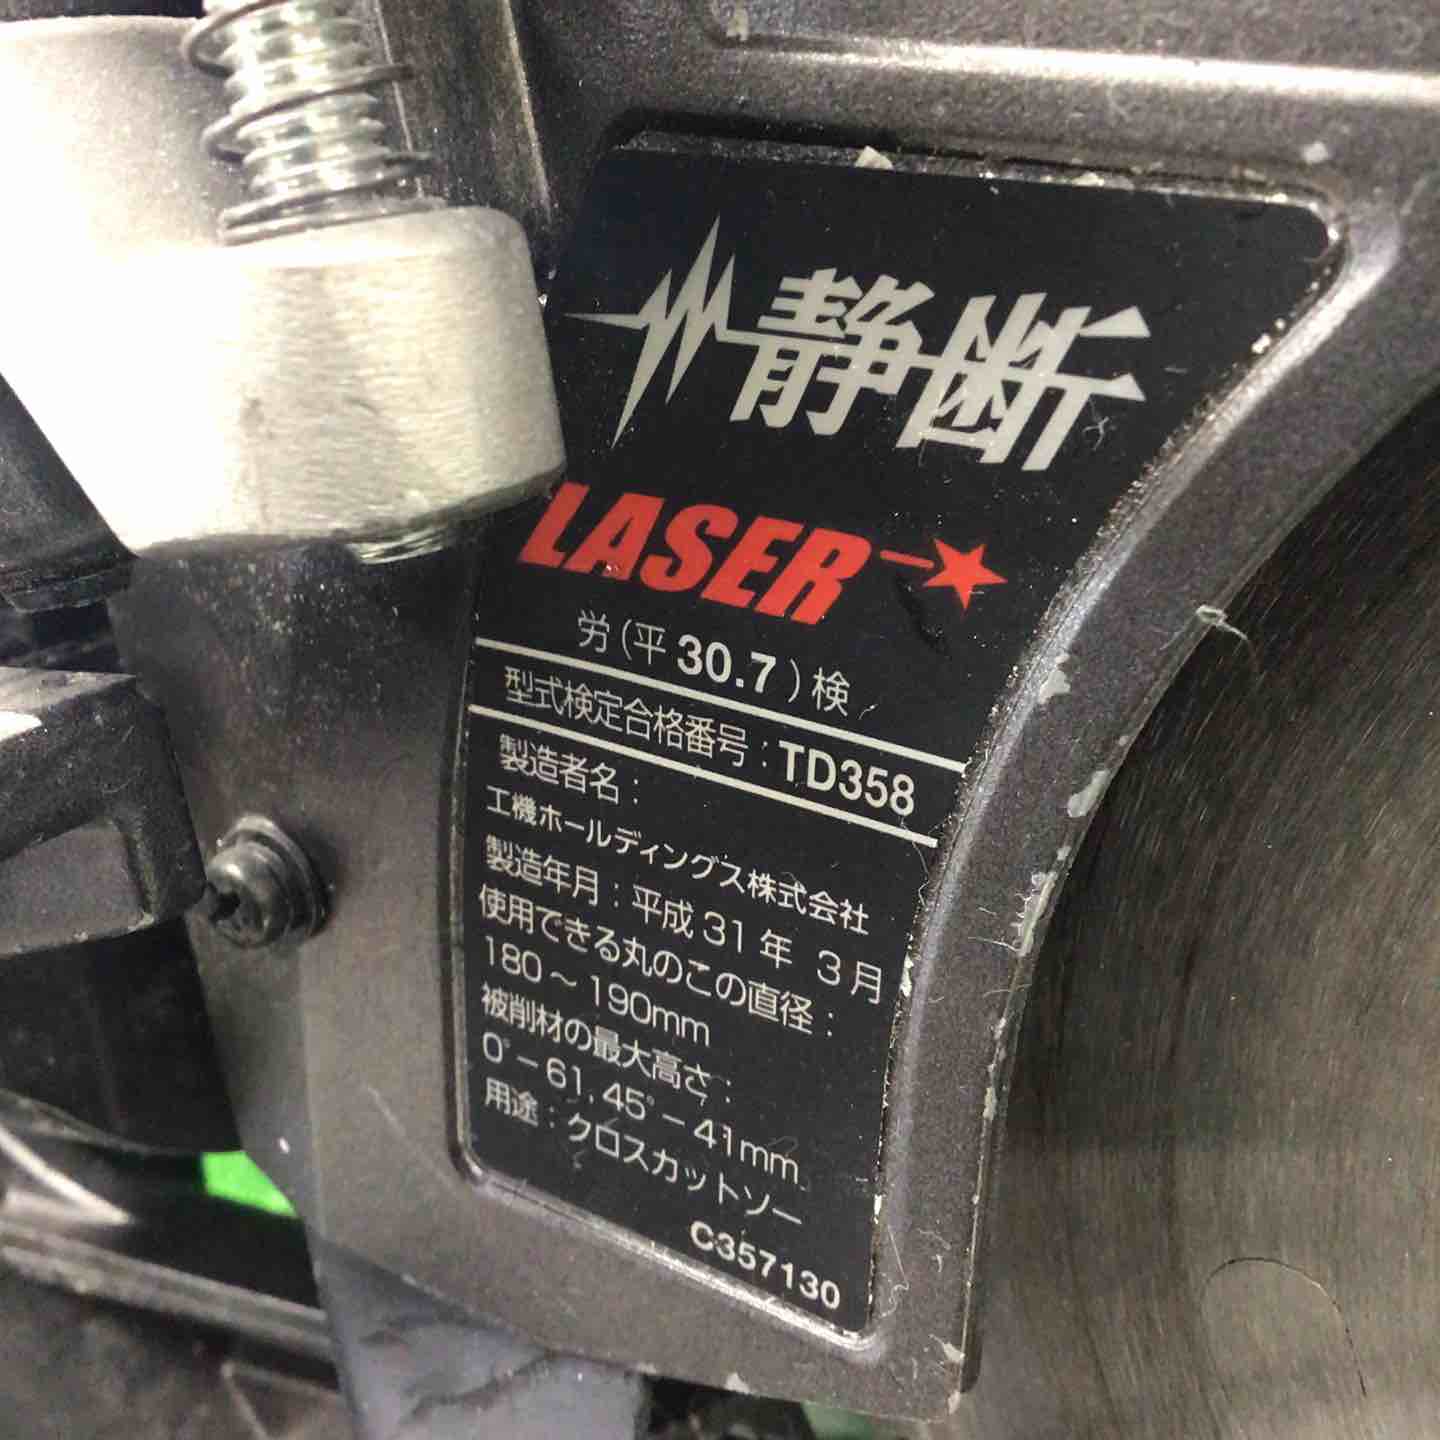 静断
LASER
労(平30.7)検
型式検定合格番号：TD358
製造者名：
工機ホールディングス株式会社
製造年月：平成31年 3月
使用できる丸のこの直径：
180～190mm
被削材の最大高さ：
0°－61,45°－41mm
用途：クロスカットソー
C357130